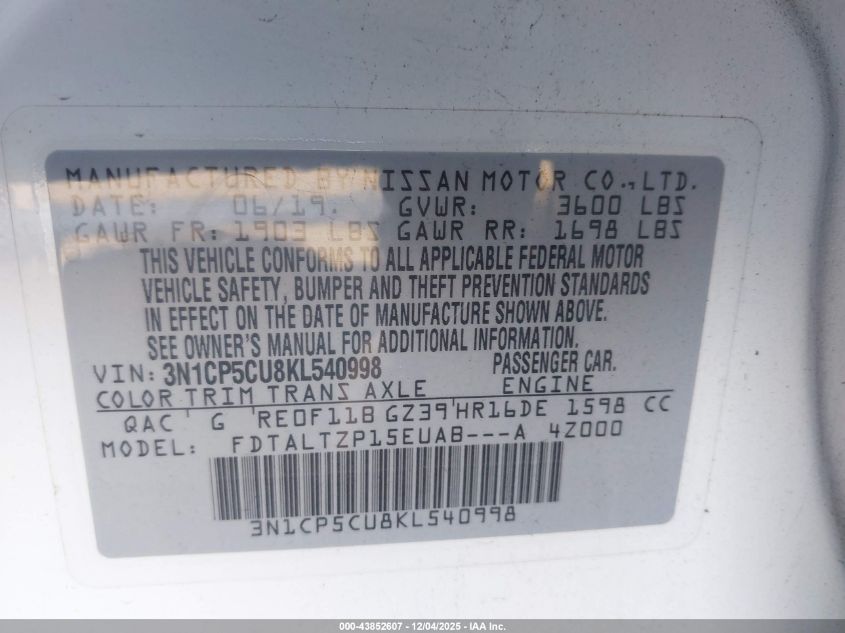 MANUFACTURED BY NISSAN MOTOR CO., LTD.
DATE: 06/19. GVWR: 3600 LBS
GAWR FR: 1903 LBS GAWR RR: 1698 LBS
THIS VEHICLE CONFORMS TO ALL APPLICABLE FEDERAL MOTOR
VEHICLE SAFETY, BUMPER AND THEFT PREVENTION STANDARDS
IN EFFECT ON THE DATE OF MANUFACTURE SHOWN ABOVE.
SEE OWNER'S MANUAL FOR ADDITIONAL INFORMATION.
VIN: 3N1CP5CU8KL540998 PASSENGER CAR.
COLOR TRIM TRANS AXLE ENGINE
QAC G RE0F11B GZ39 HR16DE 1598 CC
MODEL: FDTALTZP15EUAB---A 4Z000
3N1CP5CU8KL540998
000-43852607 - 12/04/2025 - IAA Inc.